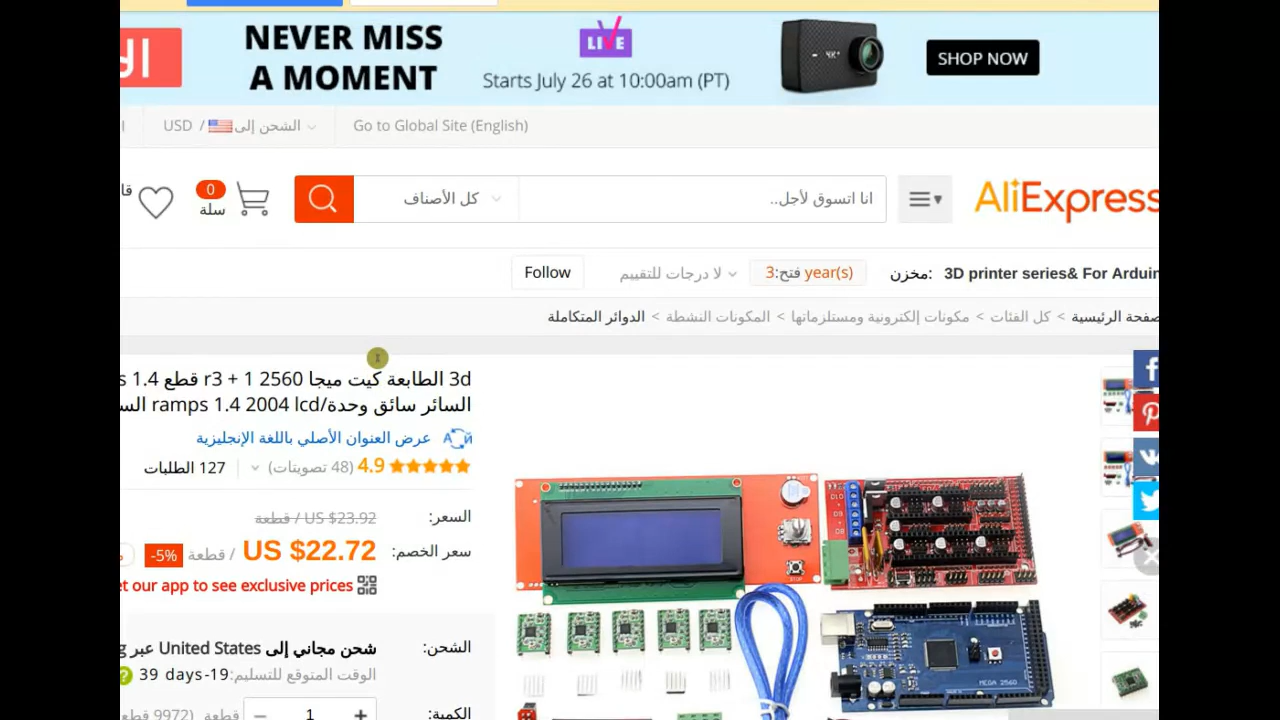 NEVER MISS
A MOMENT
LIVE
Starts July 26 at 10:00am (PT)
SHOP NOW
USD / الشحن إلى
Go to Global Site (English)
AliExpress
انا اتسوق لأجل..
كل الأصناف
0
سلة
مخزن:
3D printer series& For Arduin
فتح:3 year(s)
لا درجات للتقييم
Follow
صفحة الرئيسية > كل الفئات > مكونات إلكترونية ومستلزماتها > المكونات النشطة > الدوائر المتكاملة
3d الطابعة كيت ميجا 2560 r3 + 1 قطع 1.4
السائر سائق وحدة/ramps 1.4 2004 lcd
عرض العنوان الأصلي باللغة الإنجليزية
4.9 (48 تصويتات) 127 الطلبات
السعر: US $23.92 / قطعة
سعر الخصم: US $22.72 / قطعة -5%
et our app to see exclusive prices
الشحن: شحن مجاني إلى United States عبر
الوقت المتوقع للتسليم: 19-39 days
الكمية: 1 قطعة (9972
STOP
MEGA 2560